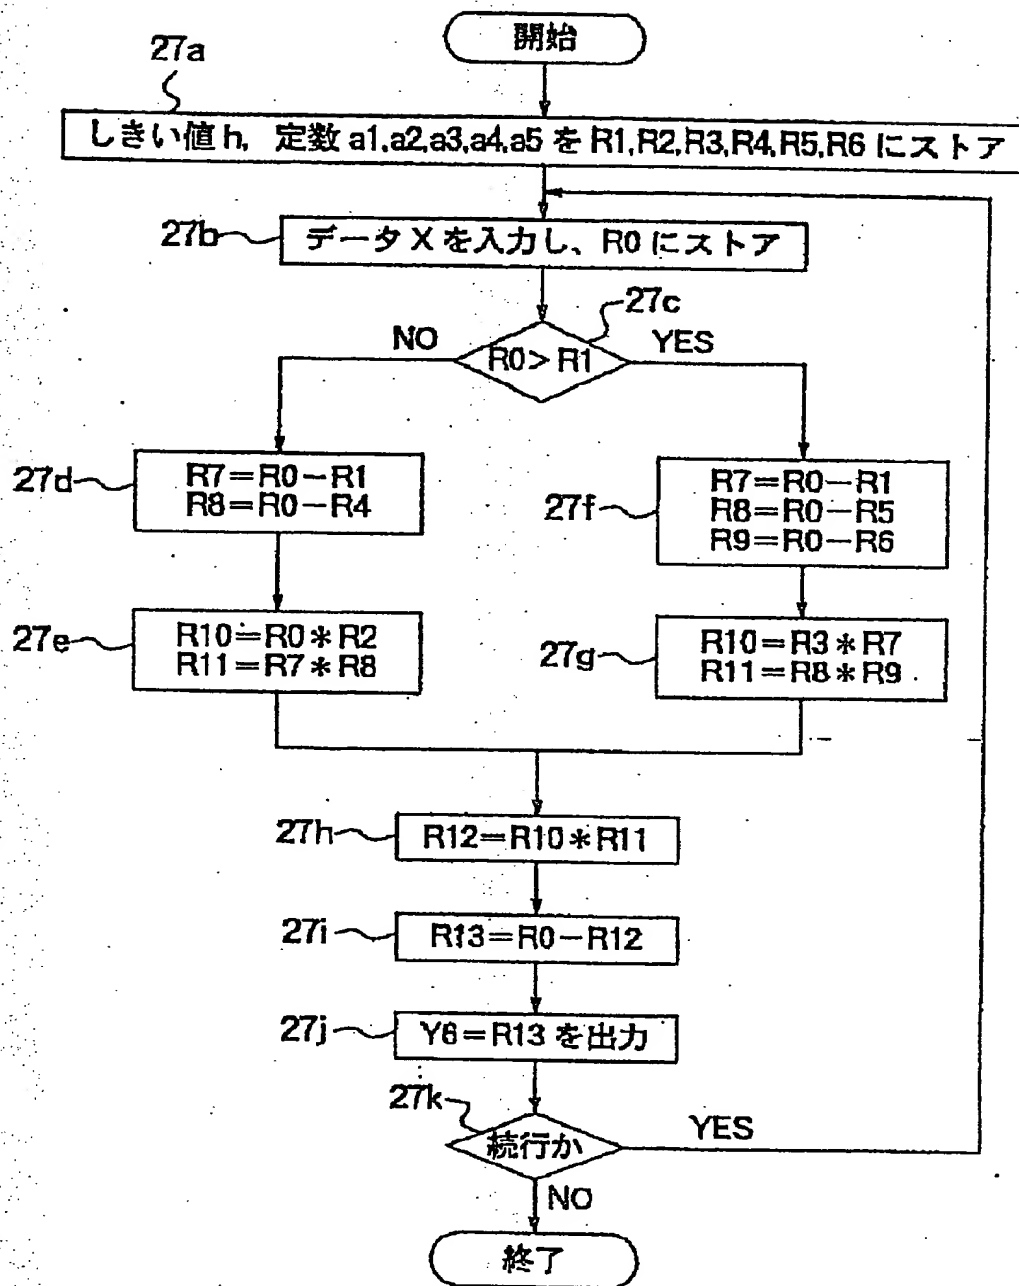 開始
27a
しきい値 h, 定数 a1,a2,a3,a4,a5 を R1,R2,R3,R4,R5,R6 にストア
27b
データ X を入力し、R0 にストア
27c
NO
YES
R0> R1
27d
R7=R0-R1
R8=R0-R4
27f
R7=R0-R1
R8=R0-R5
R9=R0-R6
27e
R10=R0*R2
R11=R7*R8
27g
R10=R3*R7
R11=R8*R9
27h
R12=R10*R11
27i
R13=R0-R12
27j
Y6=R13 を出力
27k
続行か
YES
NO
終了